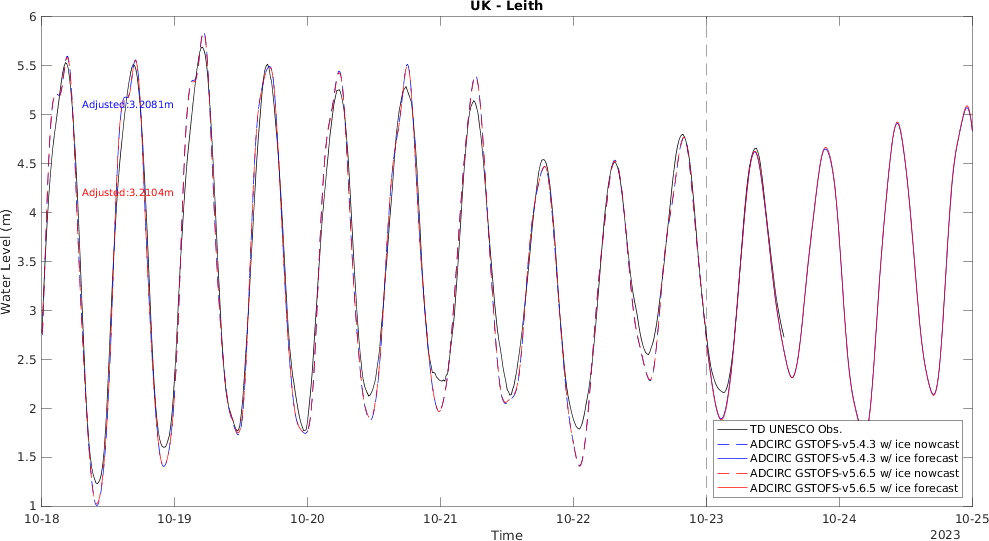 UK - Leith
6
5.5
5
4.5
4
3.5
3
2.5
2
1.5
1
Water Level (m)
Adjusted:3.2081m
Adjusted:3.2104m
TD UNESCO Obs.
ADCIRC GSTOFS-v5.4.3 w/ ice nowcast
ADCIRC GSTOFS-v5.4.3 w/ ice forecast
ADCIRC GSTOFS-v5.6.5 w/ ice nowcast
ADCIRC GSTOFS-v5.6.5 w/ ice forecast
10-18 10-19 10-20 10-21 10-22 10-23 10-24 10-25
Time
2023